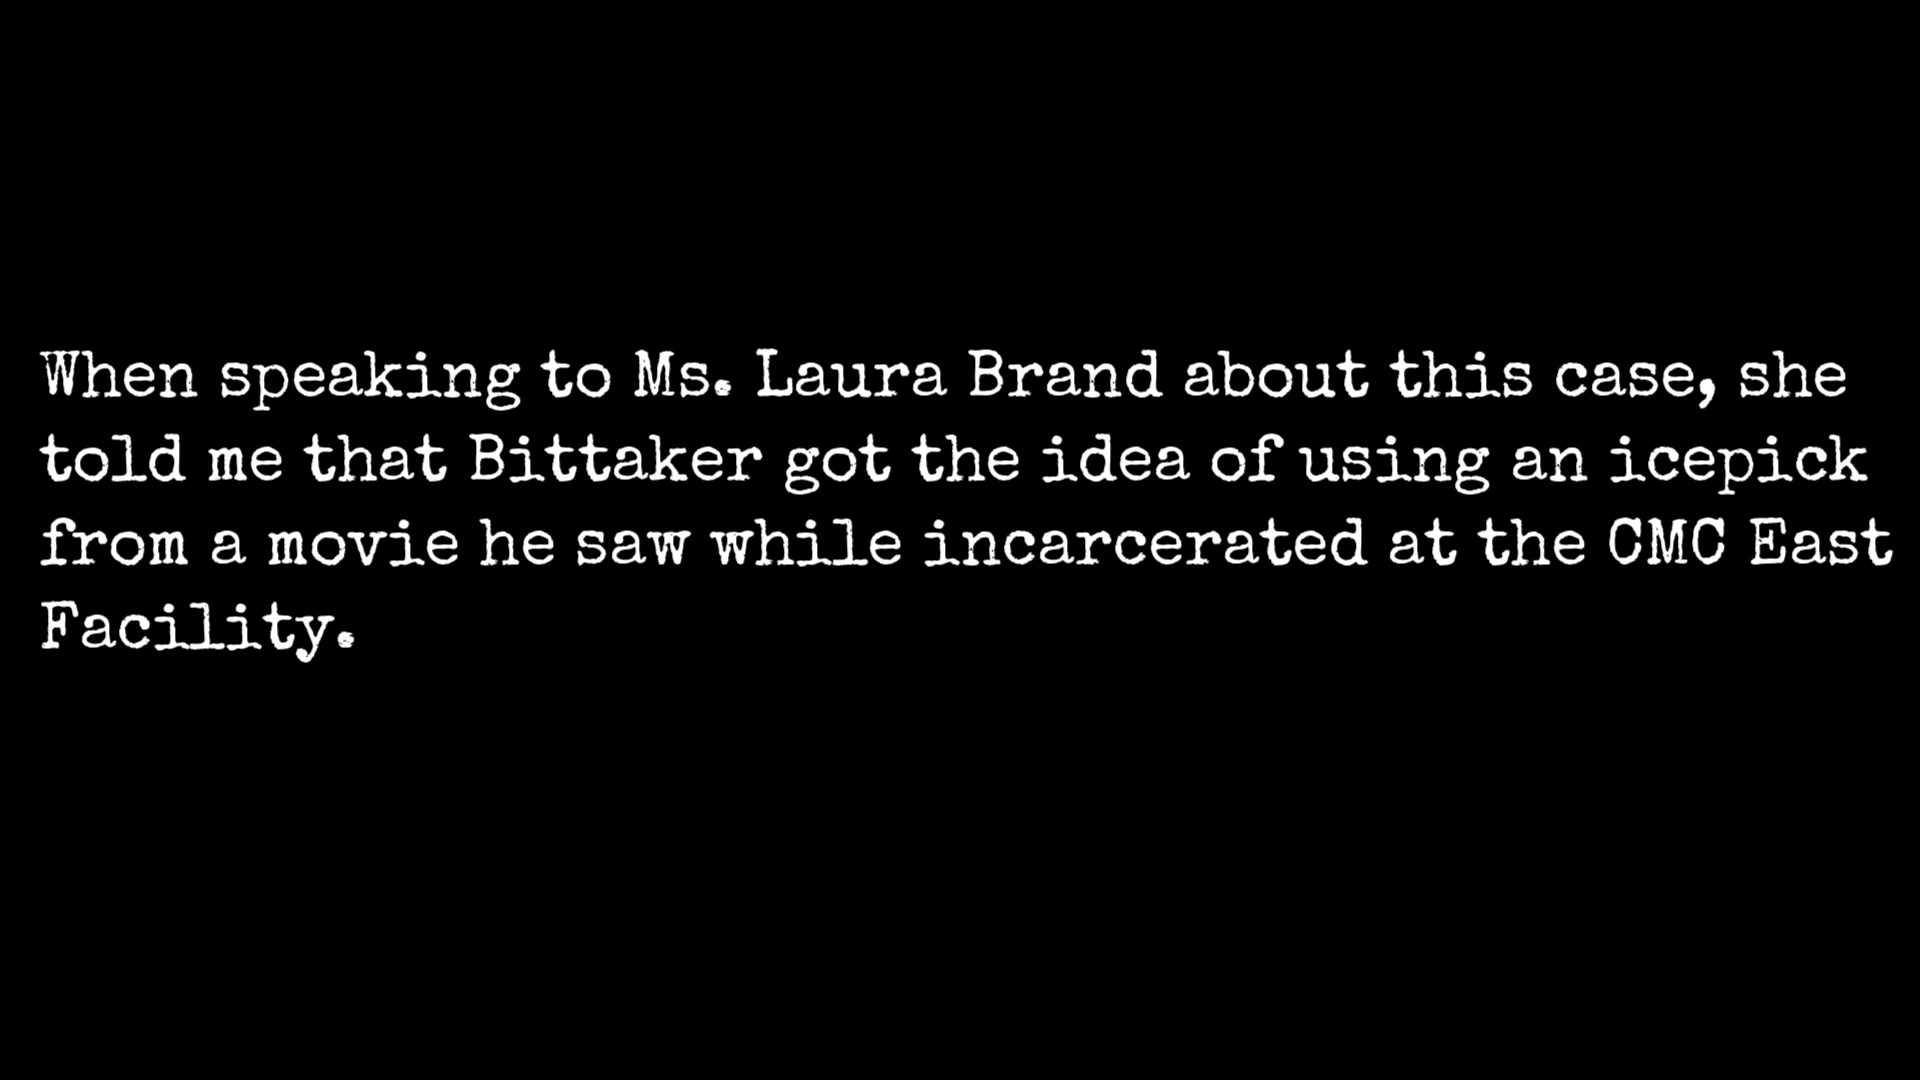 When speaking to Ms. Laura Brand about this case, she
told me that Bittaker got the idea of using an icepick
from a movie he saw while incarcerated at the CMC East
Facility.